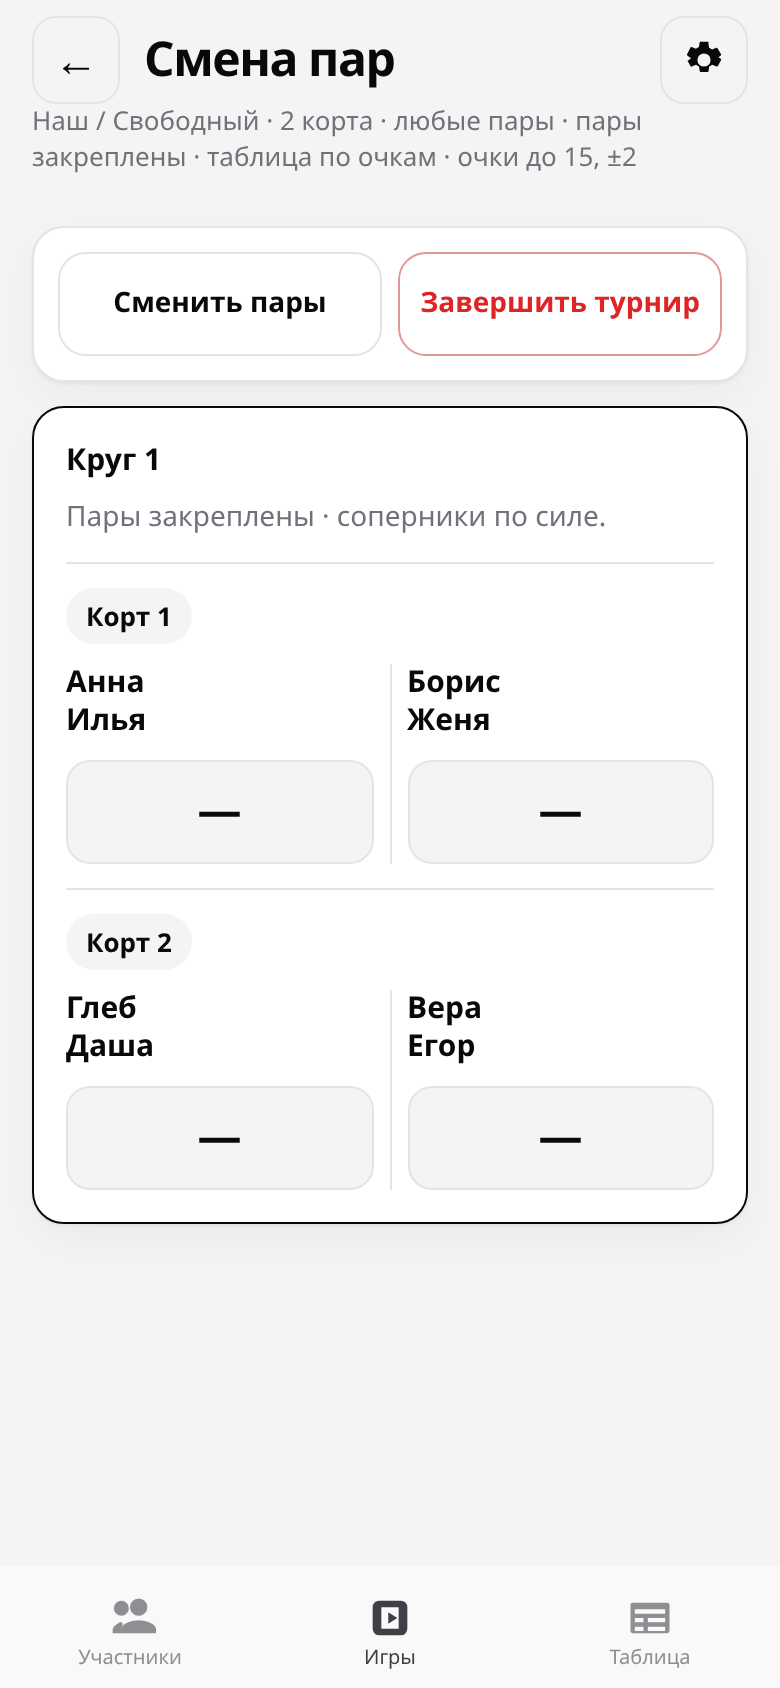 ← Смена пар
Наш / Свободный · 2 корта · любые пары · пары
закреплены · таблица по очкам · очки до 15, ±2
Сменить пары
Завершить турнир
Круг 1
Пары закреплены · соперники по силе.
Корт 1
Анна
Илья
Борис
Женя
—
—
Корт 2
Глеб
Даша
Вера
Егор
—
—
Участники
Игры
Таблица